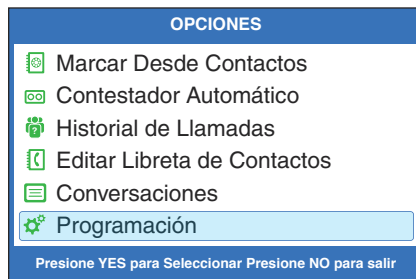 OPCIONES
Marcar Desde Contactos
Contestador Automático
Historial de Llamadas
Editar Libreta de Contactos
Conversaciones
Programación
Presione YES para Seleccionar Presione NO para salir